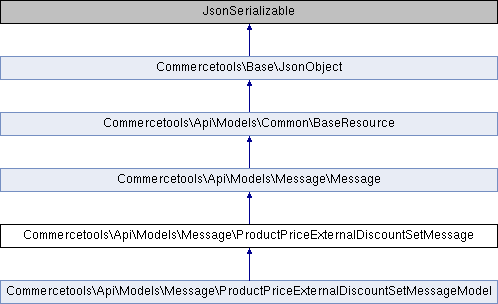 JsonSerializable
Commercetools\Base\JsonObject
Commercetools\Api\Models\Common\BaseResource
Commercetools\Api\Models\Message\Message
Commercetools\Api\Models\Message\ProductPriceExternalDiscountSetMessage
Commercetools\Api\Models\Message\ProductPriceExternalDiscountSetMessageModel